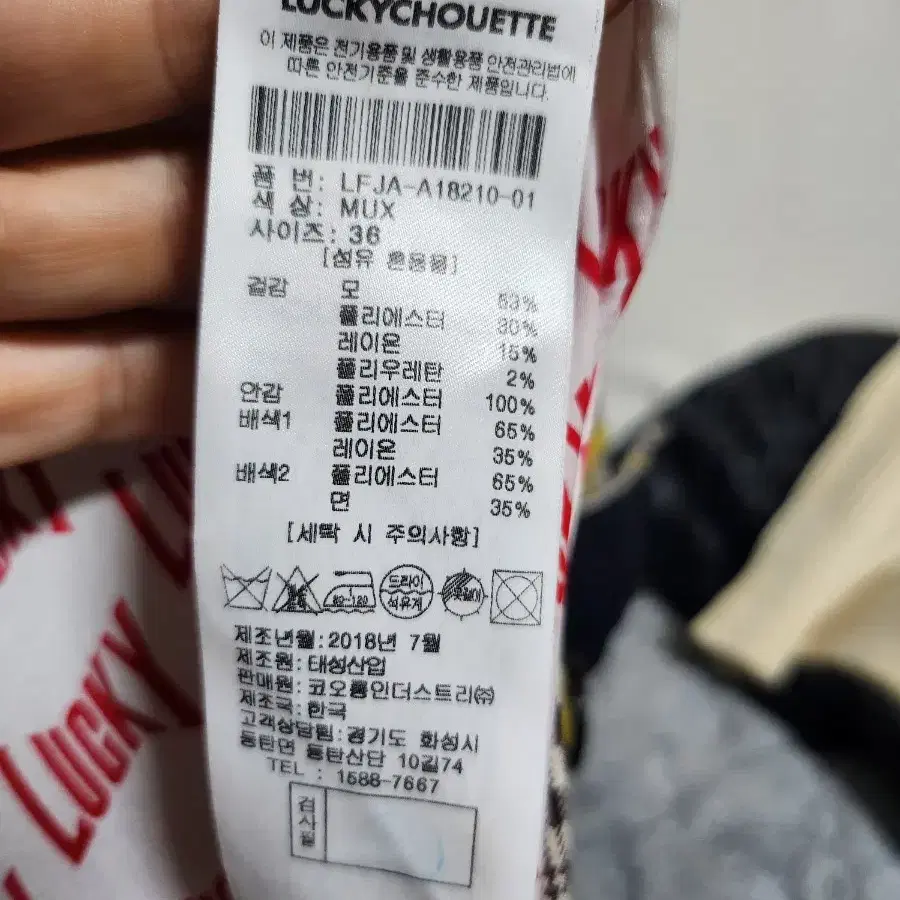 LUCKYCHOUETTE
이 제품은 전기용품 및 생활용품 안전관리법에
따른 안전기준을 준수한 제품입니다.
품 번: LFJA-A18210-01
색 상: MUX
사이즈: 36
[섬유 혼용률]
겉감 모 53%
폴리에스터 30%
레이온 15%
폴리우레탄 2%
안감 폴리에스터 100%
배색1 폴리에스터 65%
레이온 35%
배색2 폴리에스터 65%
면 35%
[세탁 시 주의사항]
80~120 드라이
석유계 옷걸이
제조년월:2018년 7월
제조원:태성산업
판매원:코오롱인더스트리㈜
제조국:한국
고객상담팀:경기도 화성시
동탄면 동탄산단 10길74
TEL : 1588-7667
검사필
LUCKY
LUCKY
LUCKY